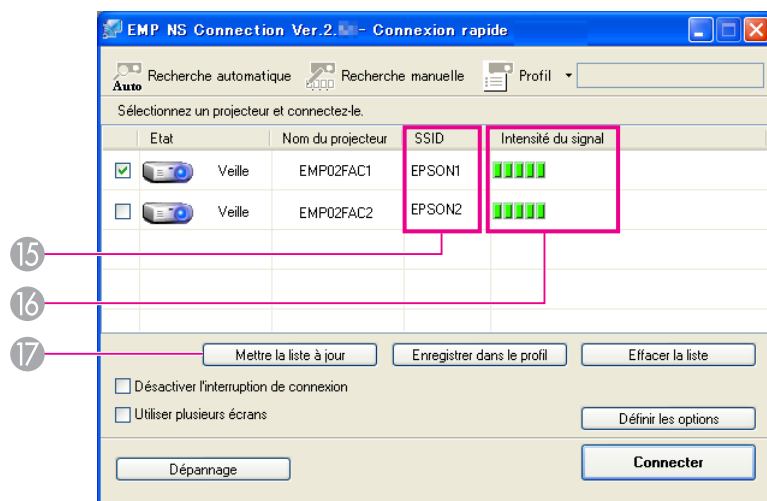 EMP NS Connection Ver.2. - Connexion rapide
Auto Recherche automatique Recherche manuelle Profil
Sélectionnez un projecteur et connectez-le.
Etat Nom du projecteur SSID Intensité du signal
Veille EMP02FAC1 EPSON1
Veille EMP02FAC2 EPSON2
15
16
17 Mettre la liste à jour Enregistrer dans le profil Effacer la liste
Désactiver l'interruption de connexion
Utiliser plusieurs écrans Définir les options
Dépannage Connecter